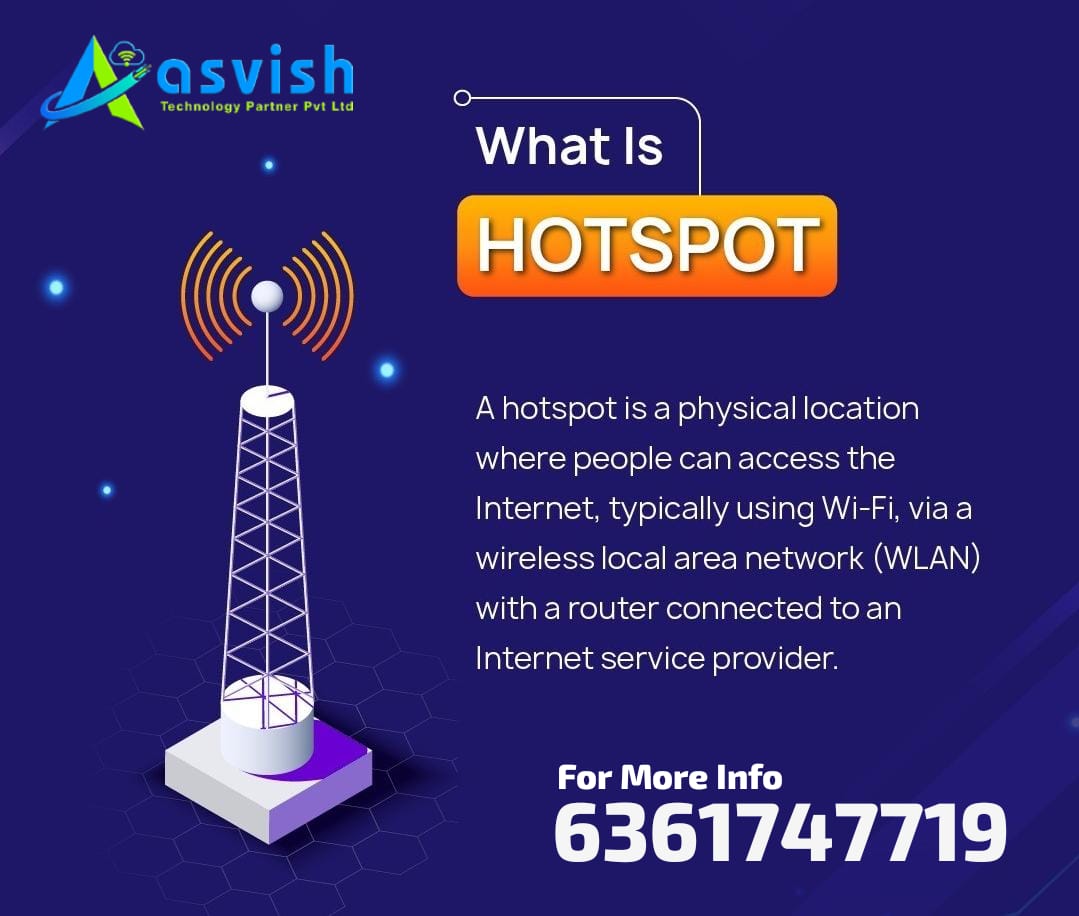 asvish
Technology Partner Pvt Ltd
What Is
HOTSPOT
A hotspot is a physical location
where people can access the
Internet, typically using Wi-Fi, via a
wireless local area network (WLAN)
with a router connected to an
Internet service provider.
For More Info
6361747719